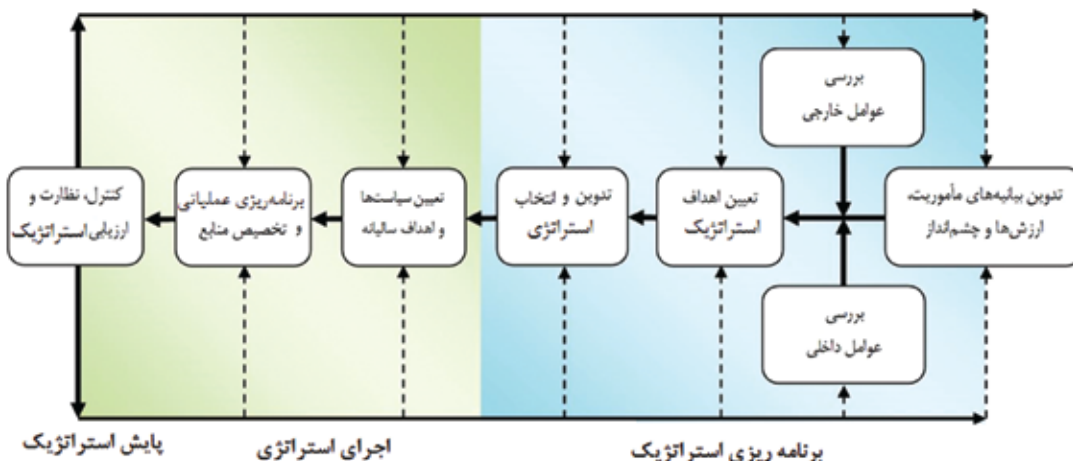 بررسی
عوامل خارجی
تدوین بیانیه‌های مأموریت،
ارزش‌ها و چشم‌انداز
تعیین اهداف
استراتژیک
تدوین و انتخاب
استراتژی
تعیین سیاست‌ها
و اهداف سالیانه
برنامه‌ریزی عملیاتی
و تخصیص منابع
کنترل، نظارت و
ارزیابی استراتژیک
بررسی
عوامل داخلی
برنامه ریزی استراتژیک
اجرای استراتژی
پایش استراتژیک